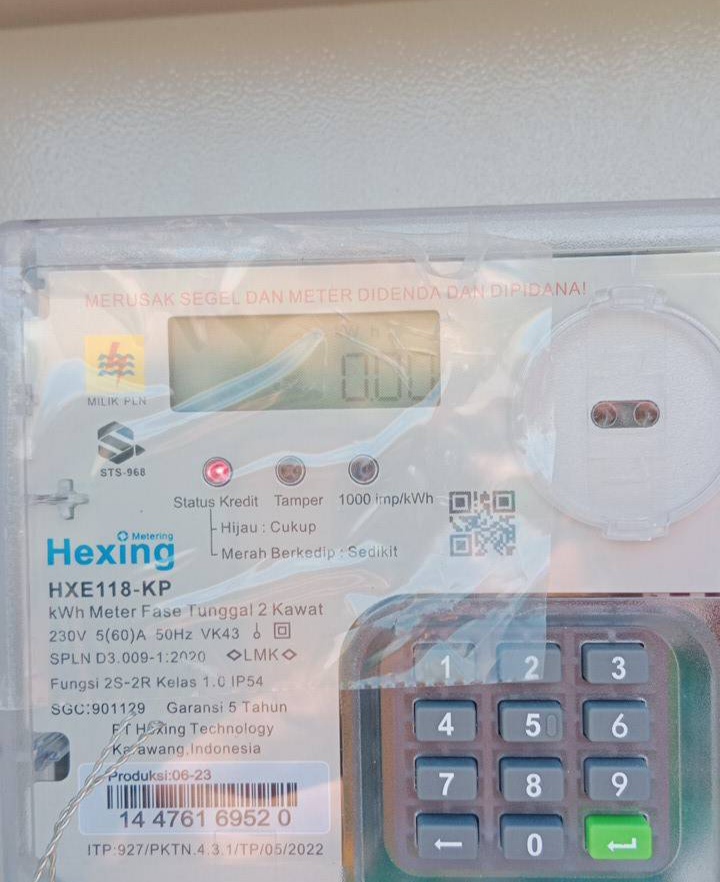 MERUSAK SEGEL DAN METER DIDENDA DAN DIPIDANA!
kWh
000
MILIK PLN
STS-968
Status Kredit Tamper 1000 imp/kWh
Hijau : Cukup
Merah Berkedip : Sedikit
Metering
Hexing
HXE118-KP
kWh Meter Fase Tunggal 2 Kawat
230V 5(60)A 50Hz VK43
SPLN D3.009-1:2020 LMK
Fungsi 2S-2R Kelas 1.0 IP54
SGC:901129 Garansi 5 Tahun
PT Hexing Technology
Karawang,Indonesia
Produksi:06-23
14 4761 6952 0
ITP:927/PKTN.4.3.1/TP/05/2022
1 2 3
4 5 6
7 8 9
0